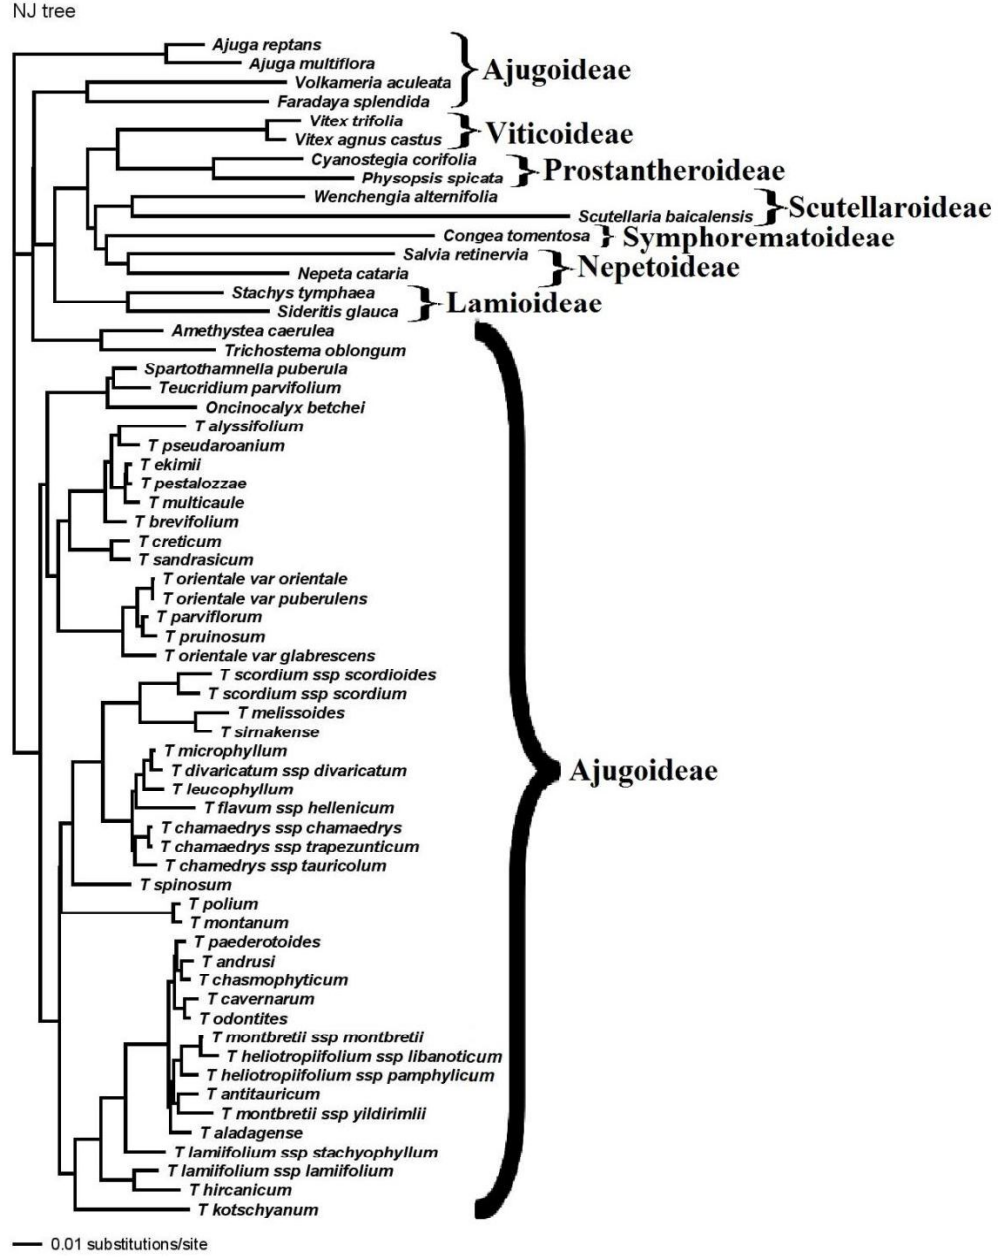 NJ tree
Ajuga reptans
Ajuga multiflora
Ajugoideae
Volkameria aculeata
Faradaya splendida
Vitex trifolia
Viticoideae
Vitex agnus castus
Cyanostegia corifolia
Prostantheroideae
Physopsis spicata
Wenchengia alternifolia
Scutellaroideae
Scutellaria baicalensis
Congea tomentosa
Symphorematoideae
Salvia retinervia
Nepetoideae
Nepeta cataria
Stachys tymphaea
Lamioideae
Sideritis glauca
Amethystea caerulea
Trichostema oblongum
Spartothamnella puberula
Teucridium parvifolium
Oncinocalyx betchei
T alyssifolium
T pseudaroanium
T ekimii
T pestalozzae
T multicaule
T brevifolium
T creticum
T sandrasicum
T orientale var orientale
T orientale var puberulens
T parviflorum
T pruinosum
T orientale var glabrescens
T scordium ssp scordioides
T scordium ssp scordium
T melissoides
T sirnakense
T microphyllum
T divaricatum ssp divaricatum
Ajugoideae
T leucophyllum
T flavum ssp hellenicum
T chamaedrys ssp chamaedrys
T chamaedrys ssp trapezunticum
T chamedrys ssp tauricolum
T spinosum
T polium
T montanum
T paederotoides
T andrusi
T chasmophyticum
T cavernarum
T odontites
T montbretii ssp montbretii
T heliotropiifolium ssp libanoticum
T heliotropiifolium ssp pamphylicum
T antitauricum
T montbretii ssp yildirimlii
T aladagense
T lamiifolium ssp stachyophyllum
T lamiifolium ssp lamiifolium
T hircanicum
T kotschyanum
0.01 substitutions/site